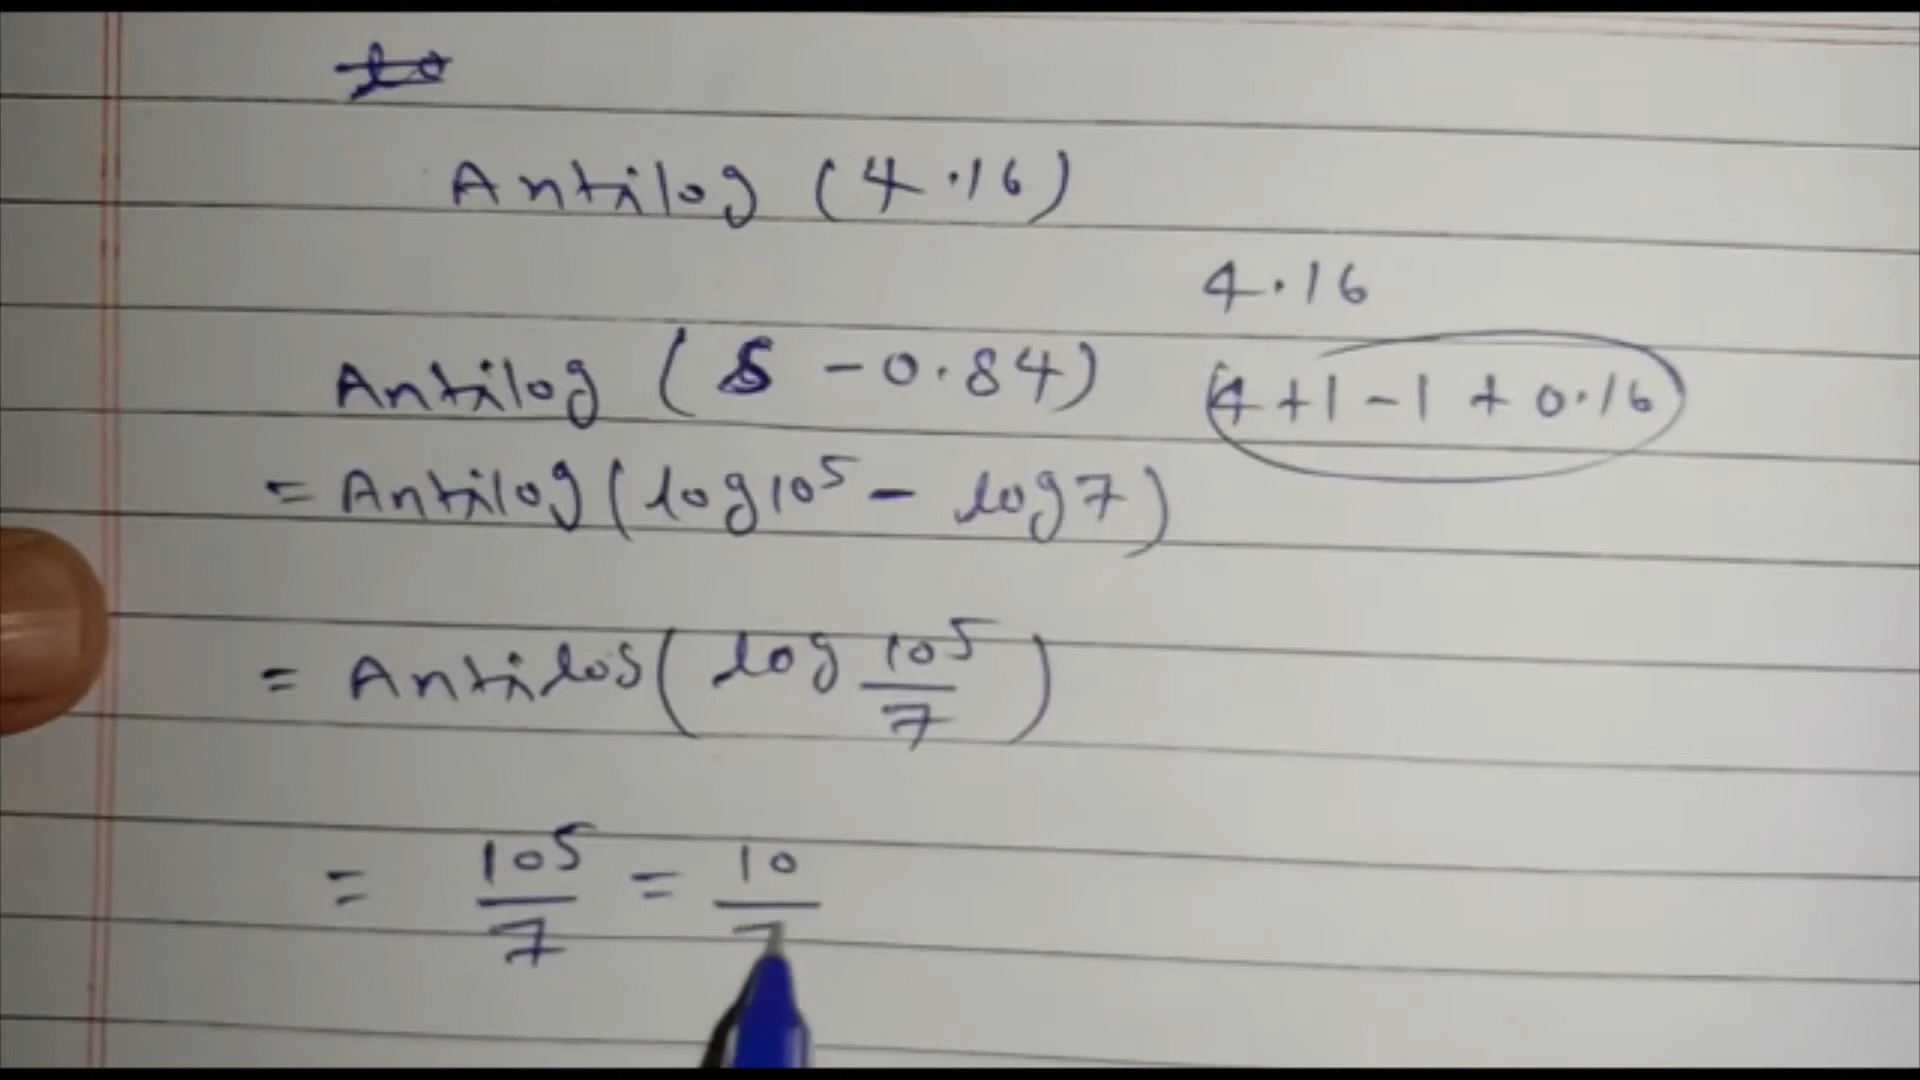 Antilog (4.16)
4.16
Antilog (5 - 0.84)
4 + 1 - 1 + 0.16
= Antilog (log 10⁵ - log 7)
= Antilog (log 10⁵/7)
= 10⁵/7 = 10/7